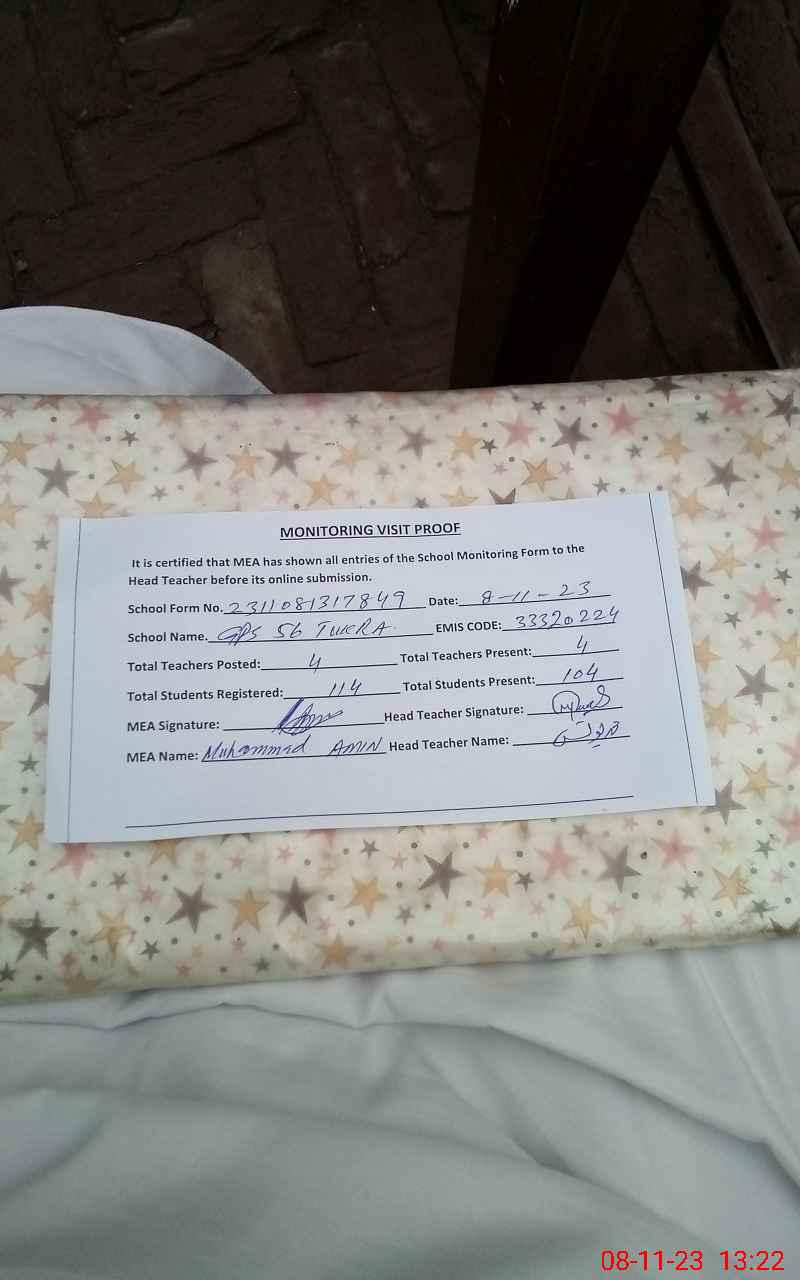 MONITORING VISIT PROOF
It is certified that MEA has shown all entries of the School Monitoring Form to the
Head Teacher before its online submission.
School Form No. 2311081317849 Date: 8-11-23
School Name. GPS 56 TWERA. EMIS CODE: 33320224
Total Teachers Posted: 4 Total Teachers Present: 4
Total Students Registered: 114 Total Students Present: 104
MEA Signature: Head Teacher Signature:
MEA Name: Muhammad AMIN Head Teacher Name:
08-11-23 13:22